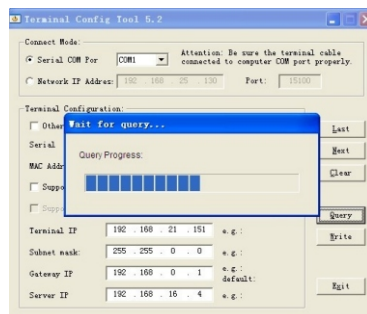 Terminal Config Tool 5.2
Connect Mode:
Serial COM Por COM1 Attention: Be sure the terminal cable connected to computer COM port properly.
Network IP Addres: 192 . 168 . 25 . 130 Port: 15100
Terminal Configuration:
Other
Wait for query...
Last
Serial
Query Progress:
Next
MAC Addr
Clear
Suppo
Suppo
Query
Terminal IP 192 . 168 . 21 . 151 e.g.:
Write
Subnet mask: 255 . 255 . 0 . 0 e.g.:
Gateway IP 192 . 168 . 0 . 1 e.g.: default:
Server IP 192 . 168 . 16 . 4 e.g.:
Exit